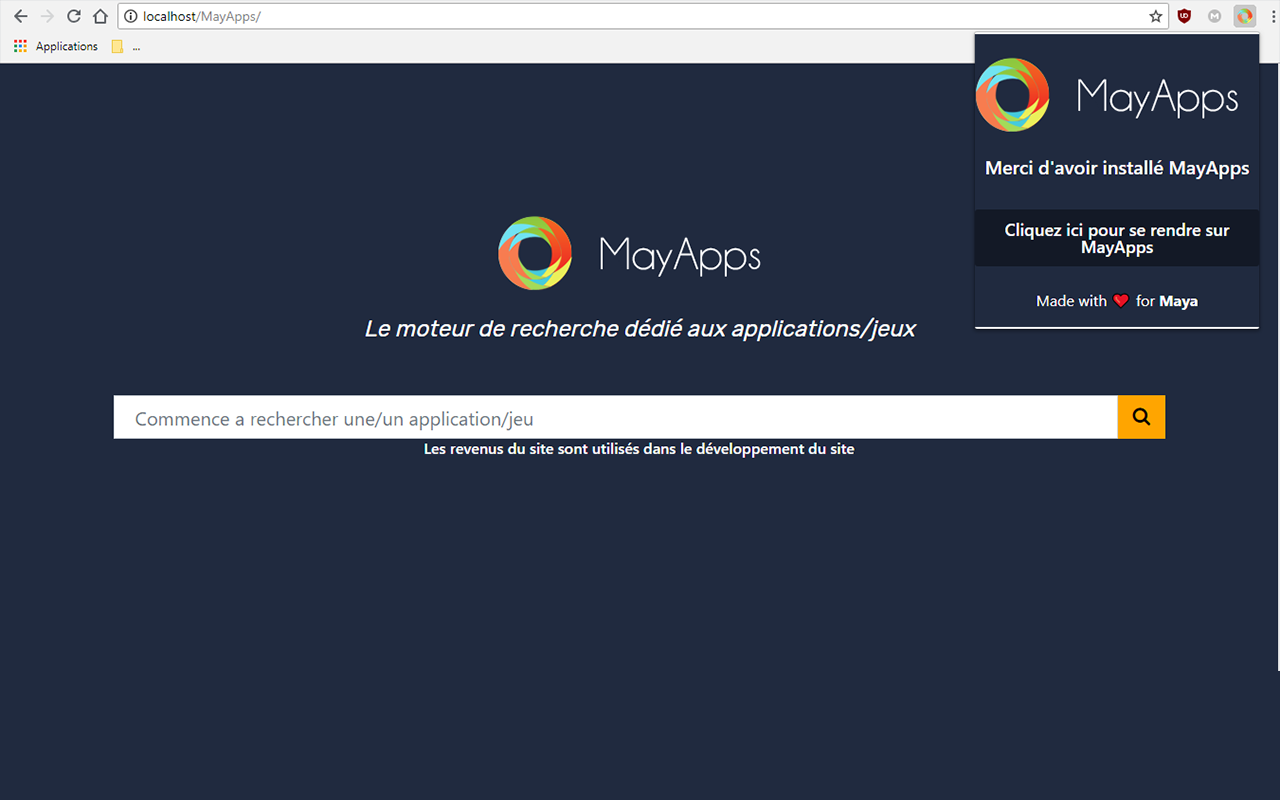 localhost/MayApps/
Applications
...
MayApps
Merci d'avoir installé MayApps
Cliquez ici pour se rendre sur
MayApps
Made with ❤ for Maya
MayApps
Le moteur de recherche dédié aux applications/jeux
Commence a rechercher une/un application/jeu
Les revenus du site sont utilisés dans le développement du site